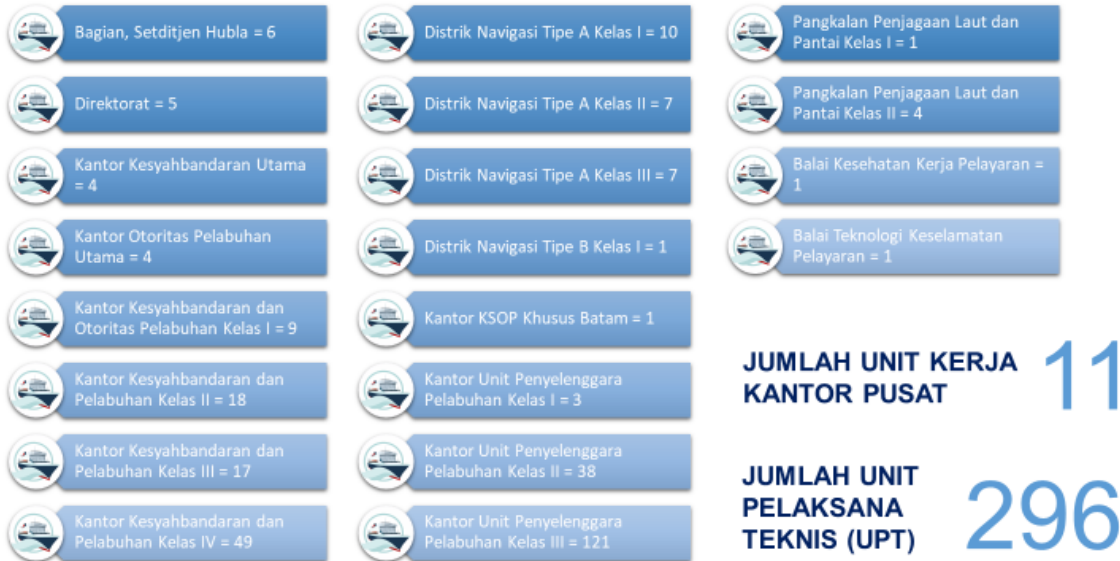 Bagian, Setditjen Hubla = 6
Direktorat = 5
Kantor Kesyahbandaran Utama
= 4
Kantor Otoritas Pelabuhan
Utama = 4
Kantor Kesyahbandaran dan
Otoritas Pelabuhan Kelas I = 9
Kantor Kesyahbandaran dan
Pelabuhan Kelas II = 18
Kantor Kesyahbandaran dan
Pelabuhan Kelas III = 17
Kantor Kesyahbandaran dan
Pelabuhan Kelas IV = 49
Distrik Navigasi Tipe A Kelas I = 10
Distrik Navigasi Tipe A Kelas II = 7
Distrik Navigasi Tipe A Kelas III = 7
Distrik Navigasi Tipe B Kelas I = 1
Kantor KSOP Khusus Batam = 1
Kantor Unit Penyelenggara
Pelabuhan Kelas I = 3
Kantor Unit Penyelenggara
Pelabuhan Kelas II = 38
Kantor Unit Penyelenggara
Pelabuhan Kelas III = 121
Pangkalan Penjagaan Laut dan
Pantai Kelas I = 1
Pangkalan Penjagaan Laut dan
Pantai Kelas II = 4
Balai Kesehatan Kerja Pelayaran =
1
Balai Teknologi Keselamatan
Pelayaran = 1
JUMLAH UNIT KERJA
KANTOR PUSAT
11
JUMLAH UNIT
PELAKSANA
TEKNIS (UPT)
296